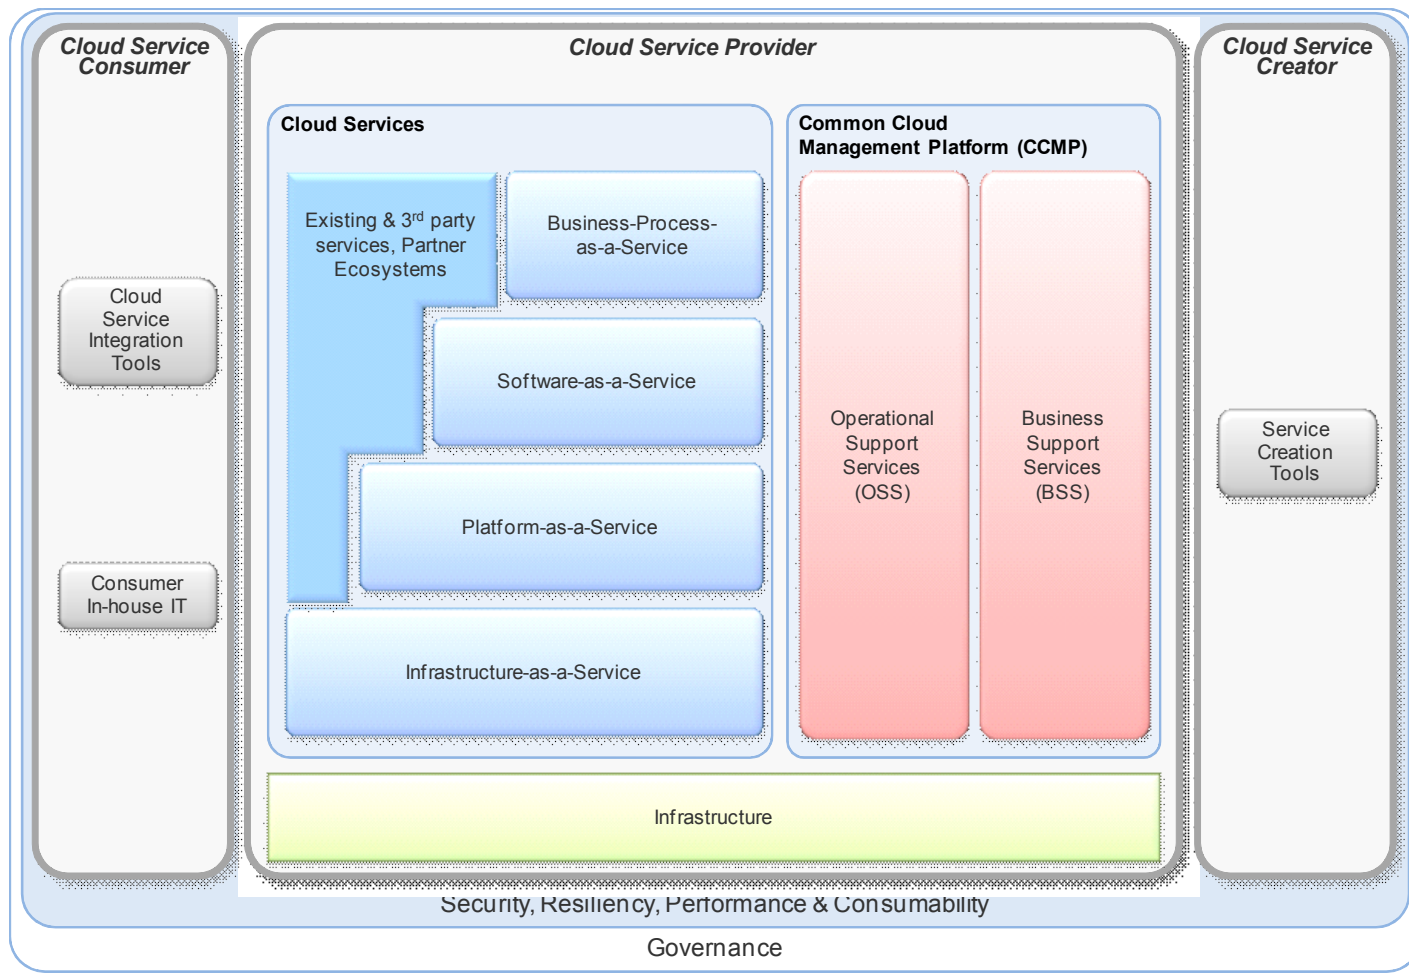 Cloud Service
Consumer
Cloud Service Provider
Cloud Service
Creator
Cloud Services
Common Cloud
Management Platform (CCMP)
Existing & 3rd party
services, Partner
Ecosystems
Business-Process-
as-a-Service
Cloud
Service
Integration
Tools
Software-as-a-Service
Operational
Support
Services
(OSS)
Business
Support
Services
(BSS)
Service
Creation
Tools
Platform-as-a-Service
Consumer
In-house IT
Infrastructure-as-a-Service
Infrastructure
Security, Resiliency, Performance & Consumability
Governance